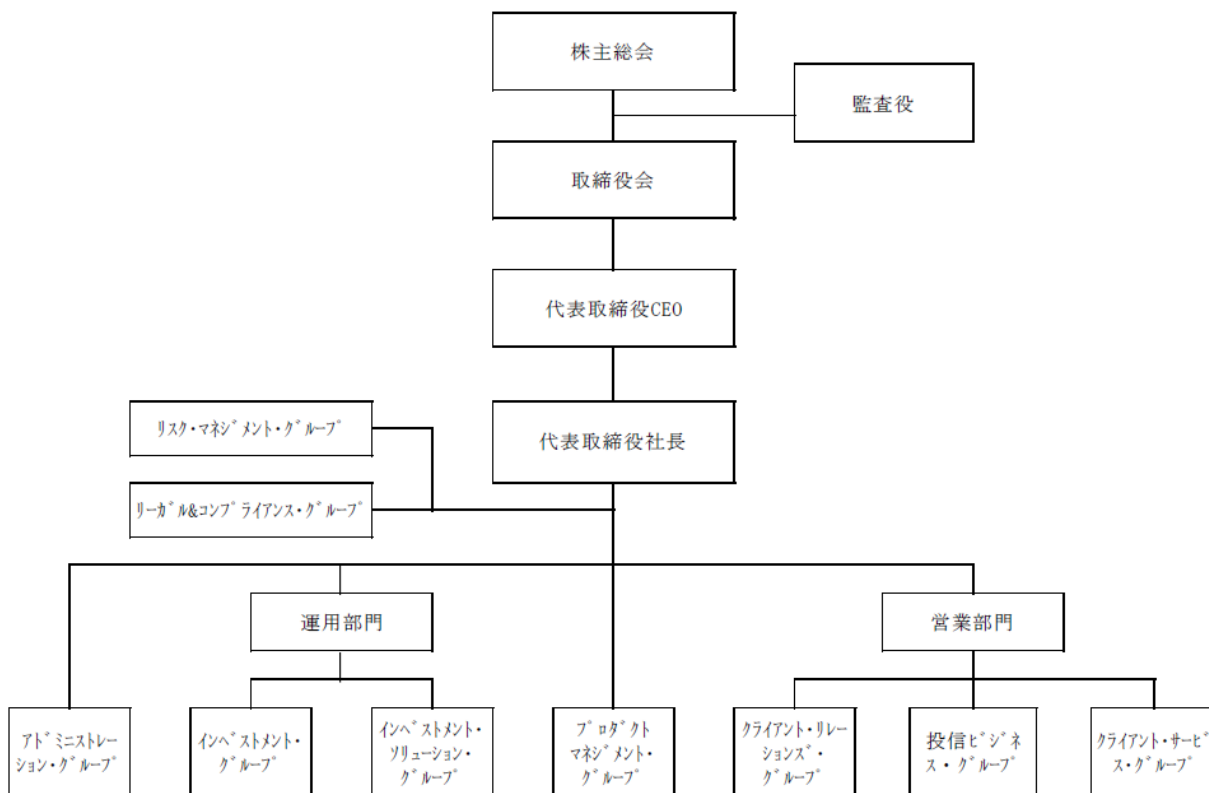 株主総会
監査役
取締役会
代表取締役CEO
代表取締役社長
リスク・マネジメント・グループ
リーガル&コンプライアンス・グループ
運用部門
営業部門
アドミニストレー
ション・グループ
インベストメント・
グループ
インベストメント・
ソリューション・
グループ
プロダクト
マネジメント・
グループ
クライアント・リレー
ションズ・
グループ
投信ビジネ
ス・グループ
クライアント・サービ
ス・グループ